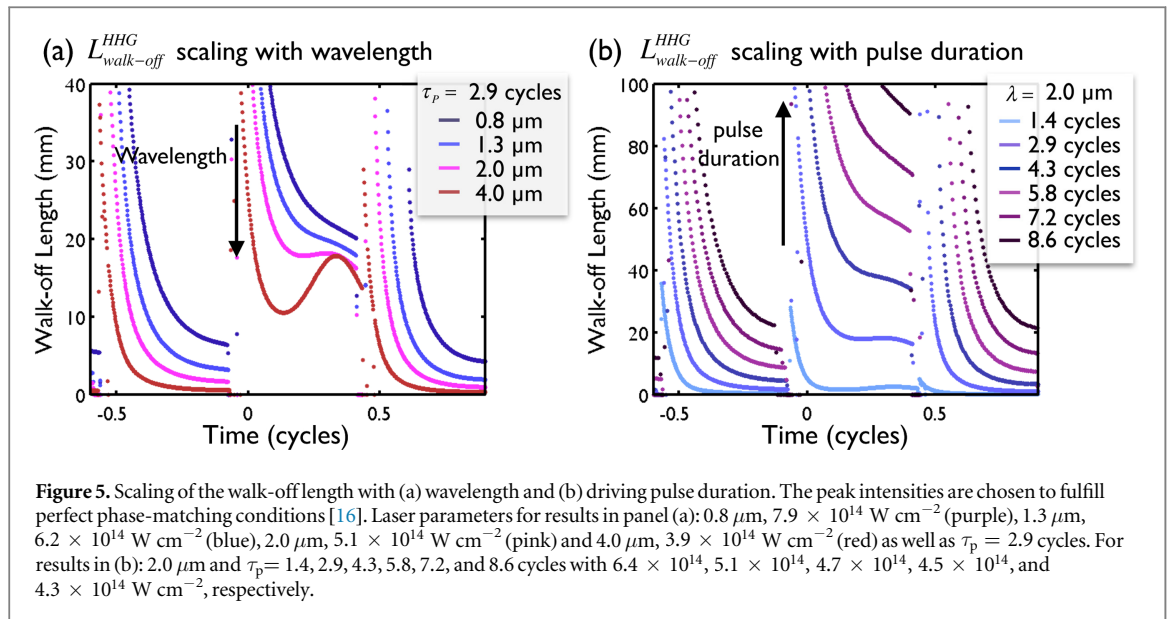 (a) L_{walk-off}^{HHG} scaling with wavelength
40
30
20
10
0
-0.5
0
0.5
Walk-off Length (mm)
Time (cycles)
Wavelength
τ_P = 2.9 cycles
0.8 μm
1.3 μm
2.0 μm
4.0 μm
(b) L_{walk-off}^{HHG} scaling with pulse duration
100
80
60
40
20
0
-0.5
0
0.5
Walk-off Length (mm)
Time (cycles)
pulse
duration
λ = 2.0 μm
1.4 cycles
2.9 cycles
4.3 cycles
5.8 cycles
7.2 cycles
8.6 cycles
Figure 5. Scaling of the walk-off length with (a) wavelength and (b) driving pulse duration. The peak intensities are chosen to fulfill
perfect phase-matching conditions [16]. Laser parameters for results in panel (a): 0.8 μm, 7.9 × 10^{14} W cm^{−2} (purple), 1.3 μm,
6.2 × 10^{14} W cm^{−2} (blue), 2.0 μm, 5.1 × 10^{14} W cm^{−2} (pink) and 4.0 μm, 3.9 × 10^{14} W cm^{−2} (red) as well as τ_p = 2.9 cycles. For
results in (b): 2.0 μm and τ_p= 1.4, 2.9, 4.3, 5.8, 7.2, and 8.6 cycles with 6.4 × 10^{14}, 5.1 × 10^{14}, 4.7 × 10^{14}, 4.5 × 10^{14}, and
4.3 × 10^{14} W cm^{−2}, respectively.